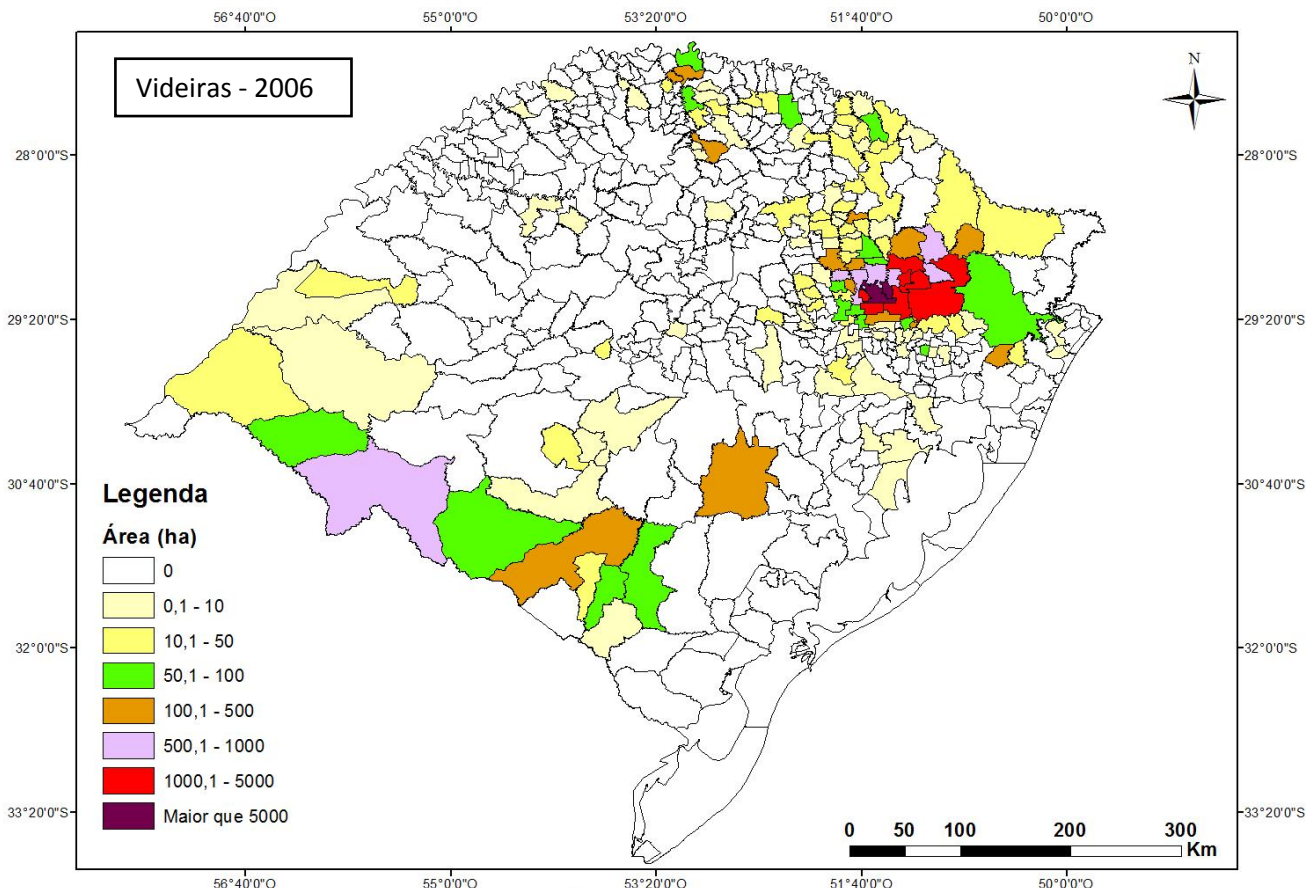 56°40'0"O 55°0'0"O 53°20'0"O 51°40'0"O 50°0'0"O
Videiras - 2006
N
28°0'0"S 28°0'0"S
29°20'0"S 29°20'0"S
30°40'0"S 30°40'0"S
Legenda
Área (ha)
0
0,1 - 10
10,1 - 50
32°0'0"S 32°0'0"S
50,1 - 100
100,1 - 500
500,1 - 1000
1000,1 - 5000
33°20'0"S Maior que 5000 33°20'0"S
0 50 100 200 300
Km
56°40'0"O 55°0'0"O 53°20'0"O 51°40'0"O 50°0'0"O